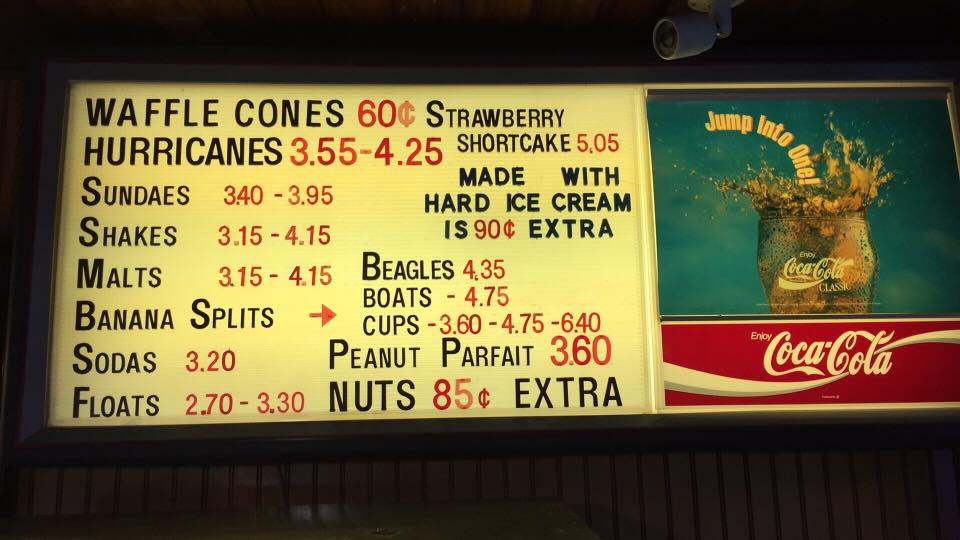 WAFFLE CONES 60¢
HURRICANES 3.55-4.25
STRAWBERRY
SHORTCAKE 5.05
MADE WITH
HARD ICE CREAM
IS 90¢ EXTRA
SUNDAES 3.40 - 3.95
SHAKES 3.15 - 4.15
MALTS 3.15 - 4.15
BANANA SPLITS →
BEAGLES 4.35
BOATS - 4.75
CUPS - 3.60 - 4.75 - 6.40
SODAS 3.20
PEANUT PARFAIT 3.60
FLOATS 2.70 - 3.30
NUTS 85¢ EXTRA
Jump Into One!
Enjoy
Coca-Cola
CLASSIC
Enjoy
Coca-Cola